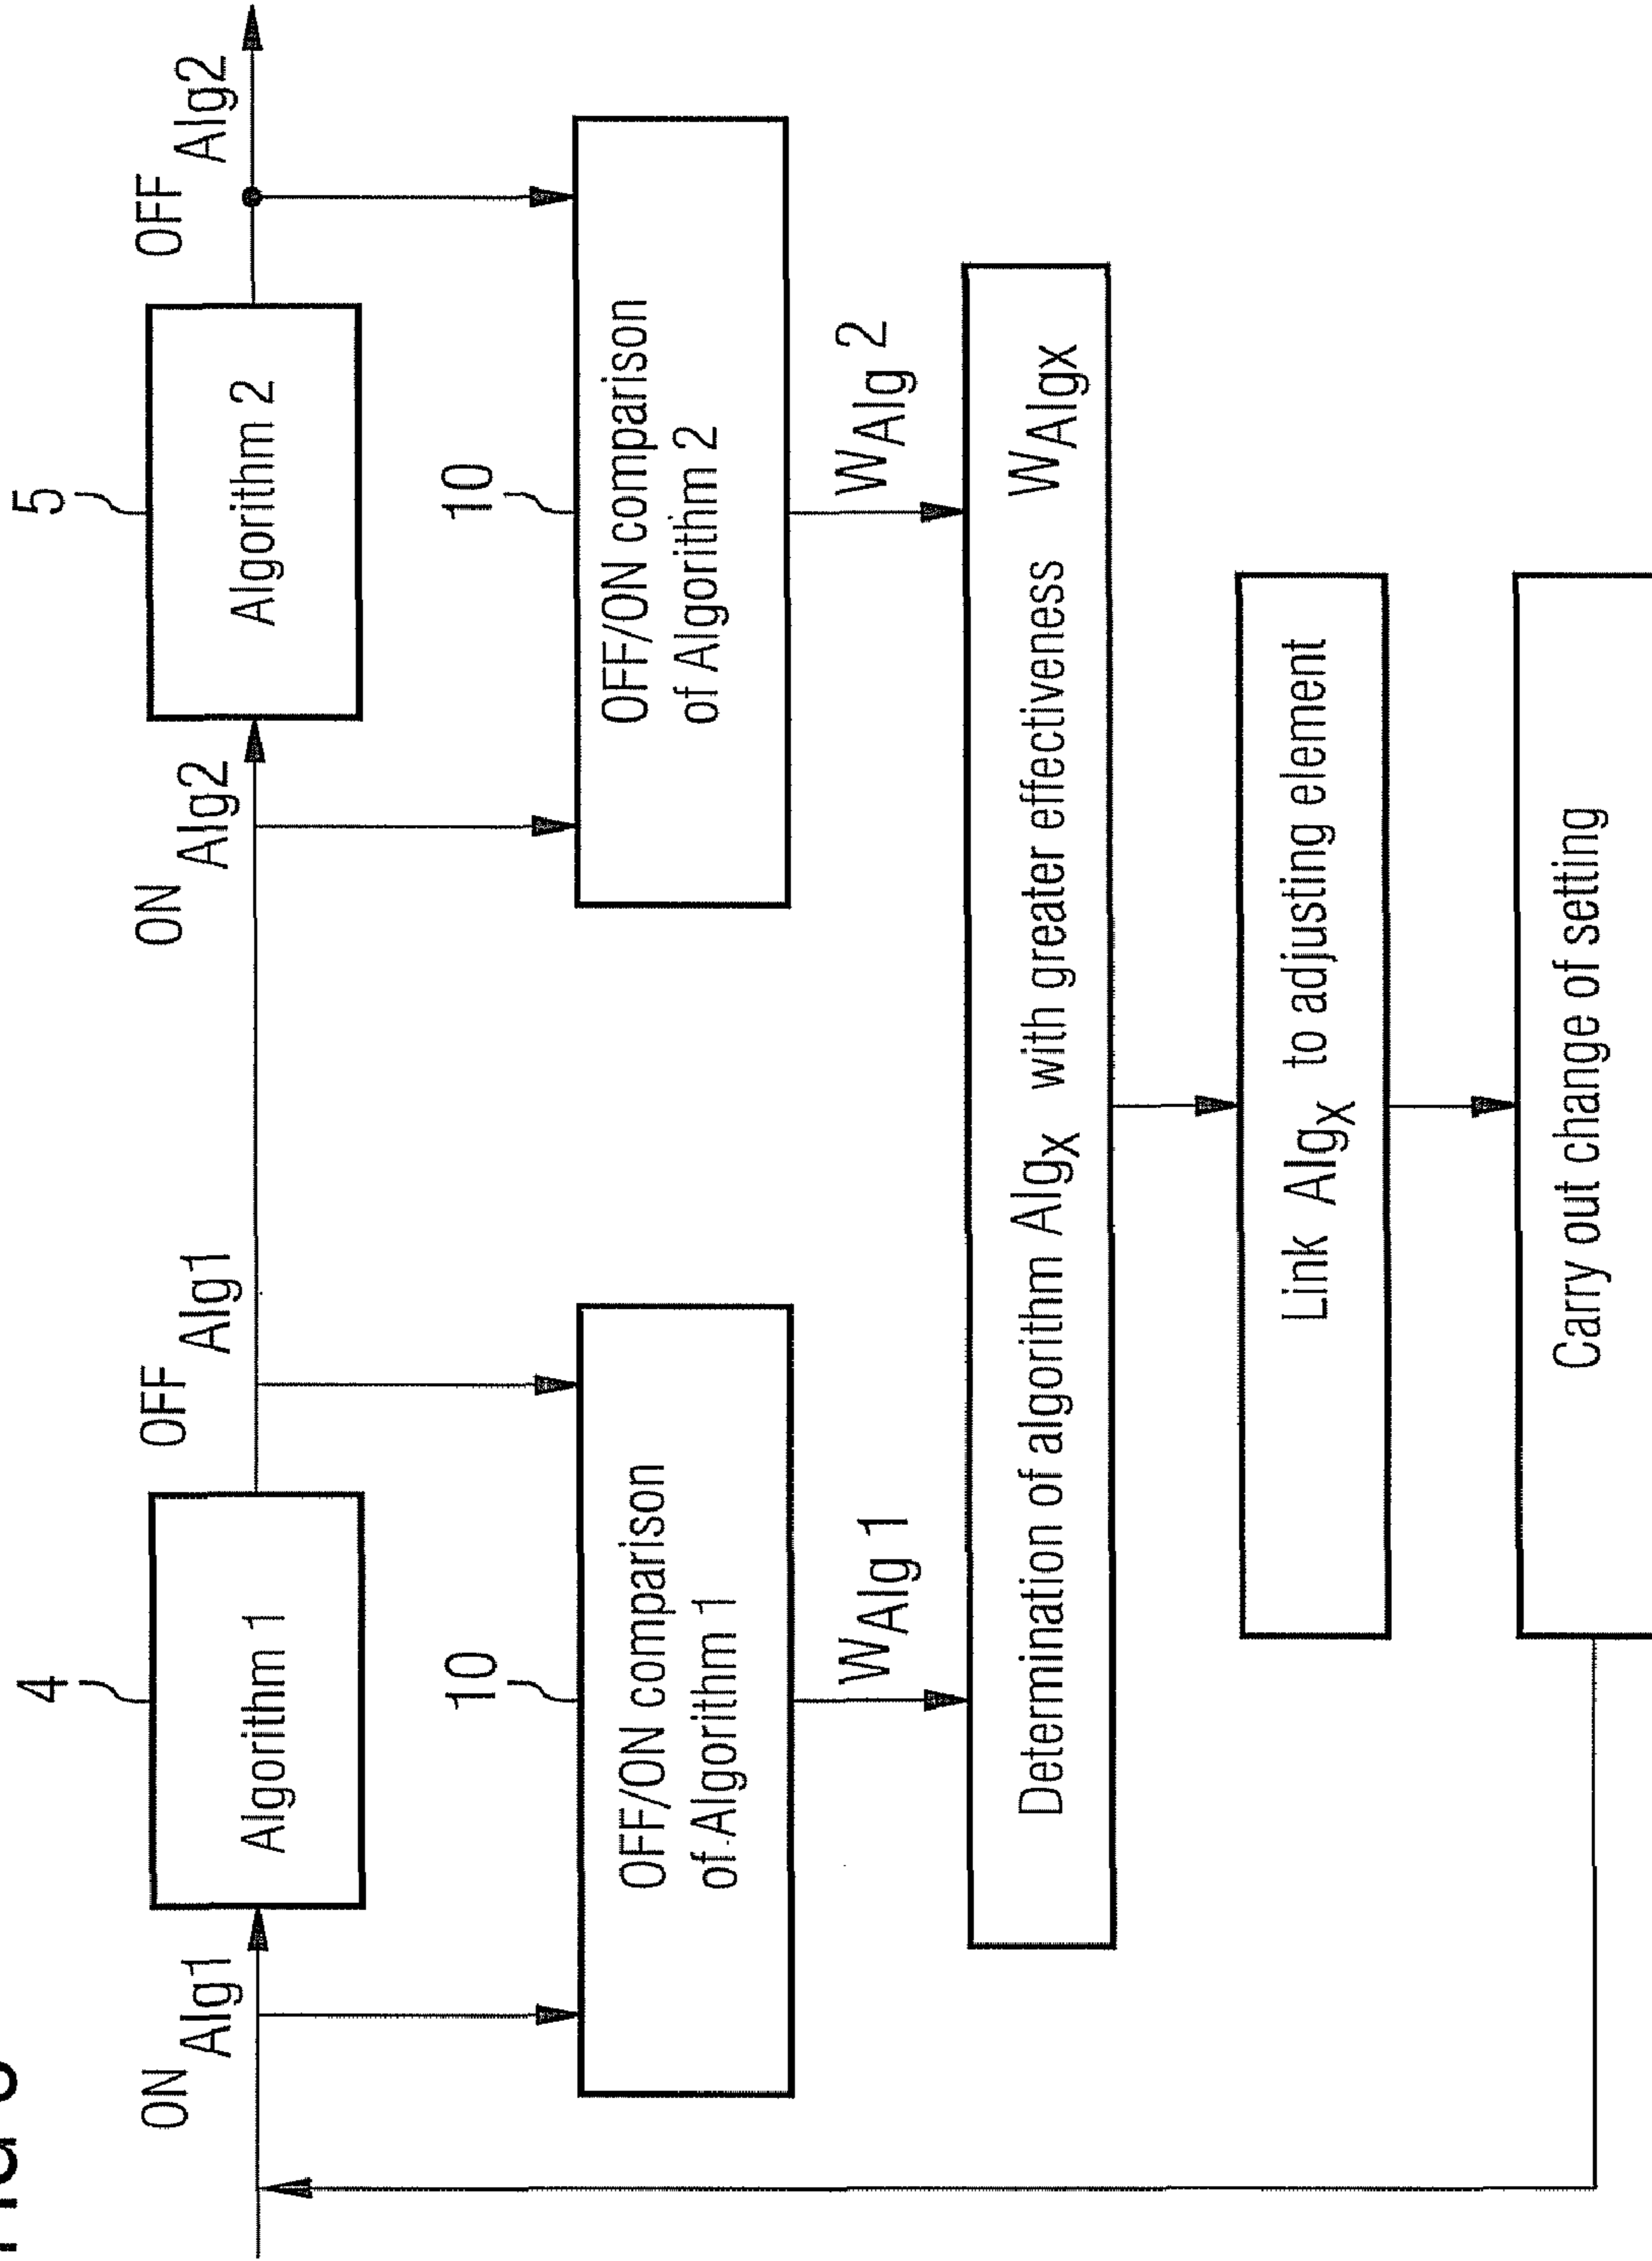 4
5
ON Alg1
Algorithm 1
OFF Alg1
ON Alg2
Algorithm 2
OFF Alg2
10
10
OFF/ON comparison
of Algorithm 1
OFF/ON comparison
of Algorithm 2
WAlg 1
WAlg 2
Determination of algorithm Algx with greater effectiveness WAlgx
Link Algx to adjusting element
Carry out change of setting